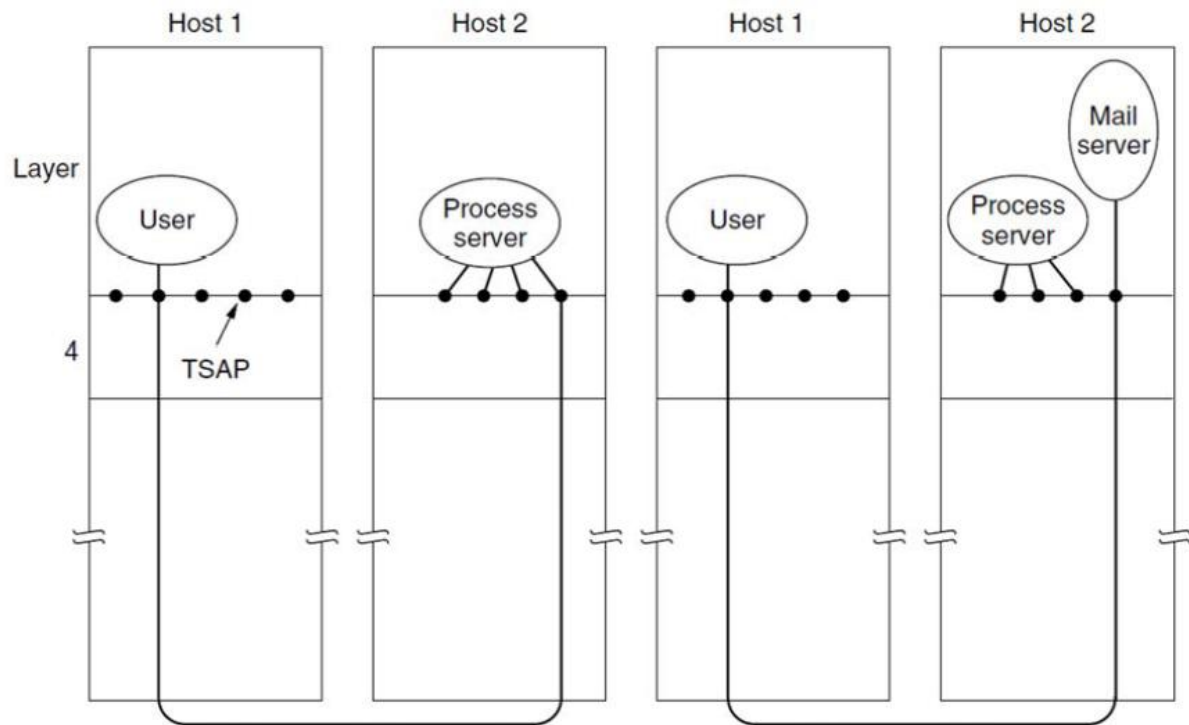 Host 1
Host 2
Host 1
Host 2
Layer
User
Process
server
User
Process
server
Mail
server
4
TSAP